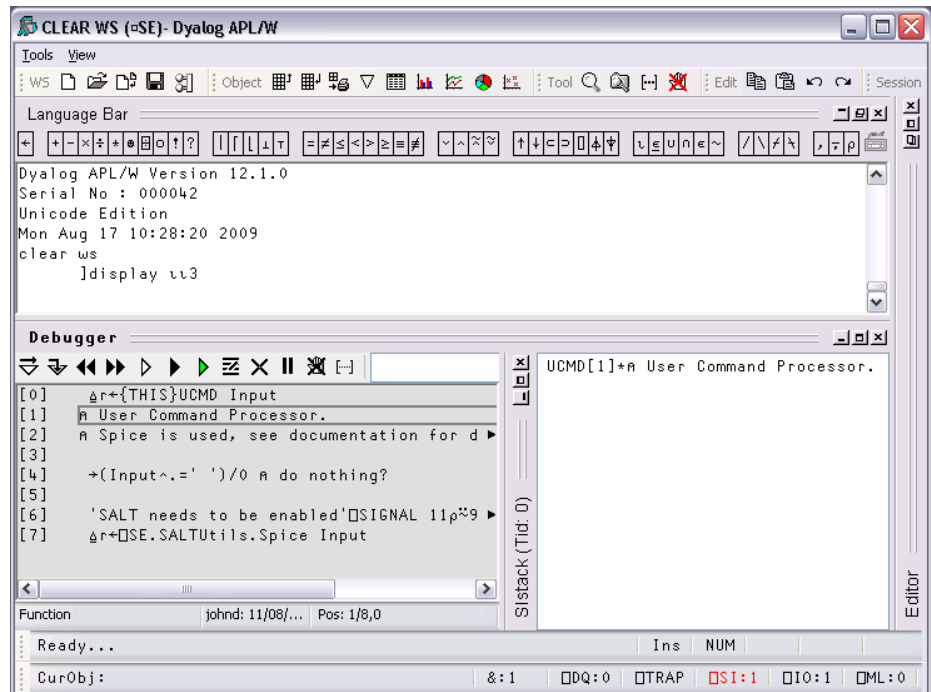 CLEAR WS (¤SE)- Dyalog APL/W
Tools View
WS Object Tool Edit Session
Language Bar
← + - × ÷ * ⍟ ⌹ ○ ! ? | ⌈ ⌊ ⊥ ⊤ = ≠ ≤ < > ≥ ≡ ≢ ∨ ∧ ⍱ ⍲ ↑ ↓ ⊂ ⊃ ⌷ ⍋ ⍒ ⍳ ⍷ ∪ ∩ ∊ ~ / \ ⌿ ⍀ , ⍪ ⍴
Dyalog APL/W Version 12.1.0
Serial No : 000042
Unicode Edition
Mon Aug 17 10:28:20 2009
clear ws
      ]display ⍳⍳3
Debugger
[0]    ⍙r←{THIS}UCMD Input
[1]   ⍝ User Command Processor.
[2]   ⍝ Spice is used, see documentation for d
[3]
[4]    →(Input∧.=' ')/0 ⍝ do nothing?
[5]
[6]    'SALT needs to be enabled'⎕SIGNAL 11⍴⍨9
[7]    ⍙r←⎕SE.SALTUtils.Spice Input
Function johnd: 11/08/... Pos: 1/8,0
SIstack (Tid: 0)
UCMD[1]*⍝ User Command Processor.
Editor
Ready... Ins NUM
CurObj: &:1 ⎕DQ:0 ⎕TRAP ⎕SI:1 ⎕IO:1 ⎕ML:0